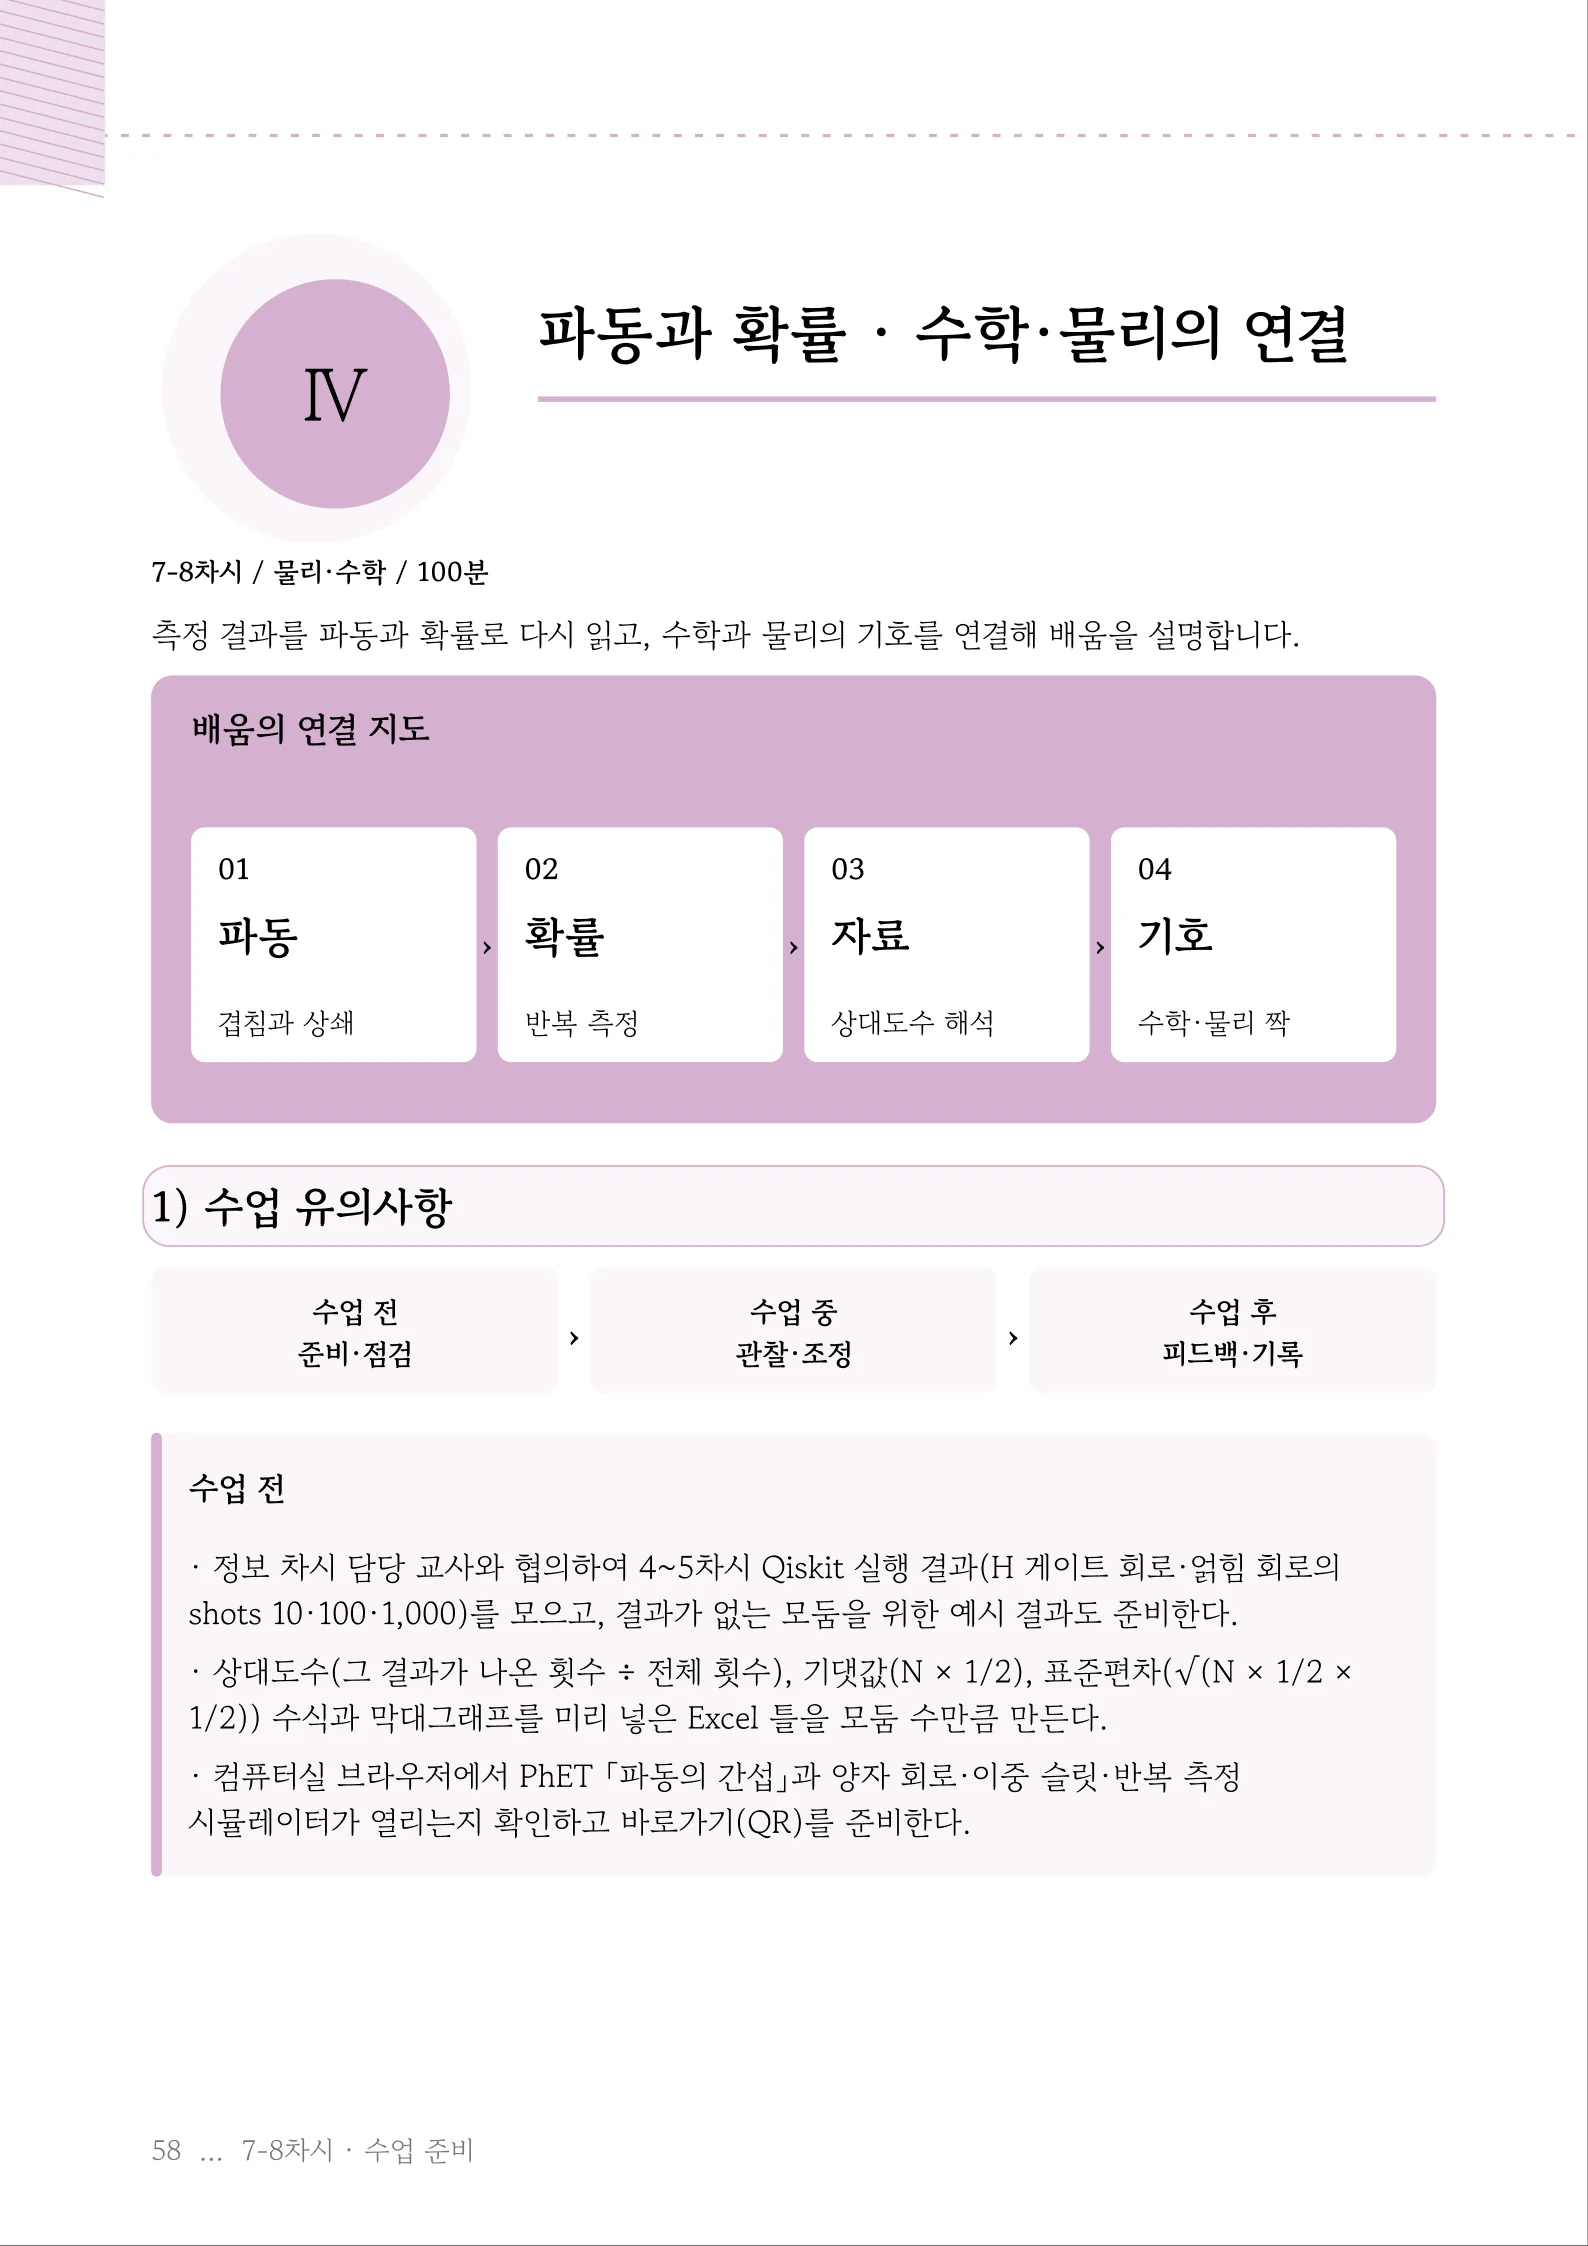 Ⅳ
파동과 확률 · 수학·물리의 연결
7-8차시 / 물리·수학 / 100분
측정 결과를 파동과 확률로 다시 읽고, 수학과 물리의 기호를 연결해 배움을 설명합니다.
배움의 연결 지도
01
파동
겹침과 상쇄
›
02
확률
반복 측정
›
03
자료
상대도수 해석
›
04
기호
수학·물리 짝
1) 수업 유의사항
수업 전
준비·점검
›
수업 중
관찰·조정
›
수업 후
피드백·기록
수업 전
· 정보 차시 담당 교사와 협의하여 4~5차시 Qiskit 실행 결과(H 게이트 회로·얽힘 회로의
shots 10·100·1,000)를 모으고, 결과가 없는 모둠을 위한 예시 결과도 준비한다.
· 상대도수(그 결과가 나온 횟수 ÷ 전체 횟수), 기댓값(N × 1/2), 표준편차(√(N × 1/2 ×
1/2)) 수식과 막대그래프를 미리 넣은 Excel 틀을 모둠 수만큼 만든다.
· 컴퓨터실 브라우저에서 PhET 「파동의 간섭」과 양자 회로·이중 슬릿·반복 측정
시뮬레이터가 열리는지 확인하고 바로가기(QR)를 준비한다.
58 ... 7-8차시 · 수업 준비